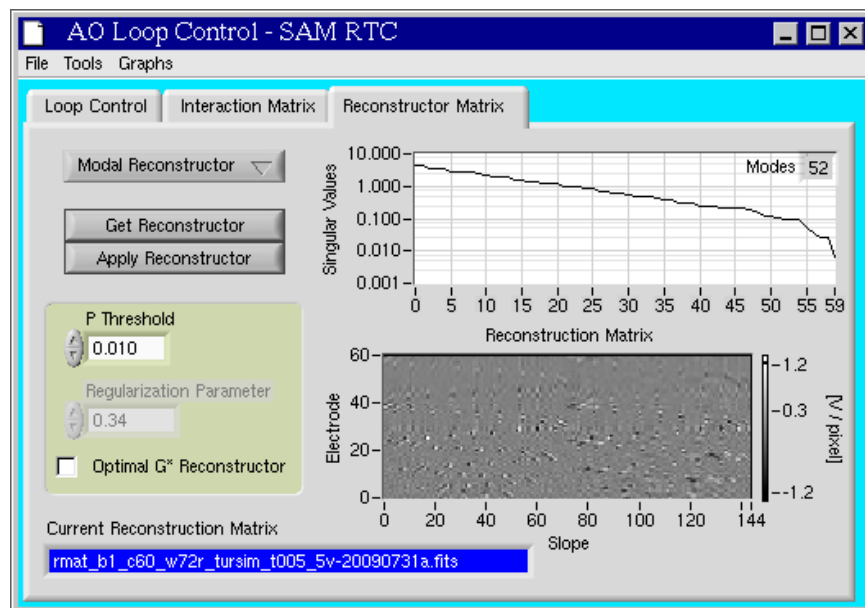 AO Loop Control - SAM RTC
File Tools Graphs
Loop Control Interaction Matrix Reconstructor Matrix
Modal Reconstructor
Get Reconstructor
Apply Reconstructor
P Threshold
0.010
Regularization Parameter
0.34
Optimal G* Reconstructor
Current Reconstruction Matrix
rmat_b1_c60_w72r_tursim_t005_5v-20090731a.fits
Singular Values
10.000
1.000
0.100
0.010
0.001
Modes 52
0 5 10 15 20 25 30 35 40 45 50 55 59
Reconstruction Matrix
Electrode
60
40
20
0
0 20 40 60 80 100 120 144
Slope
-1.2
-0.3
--1.2
[V / pixel]